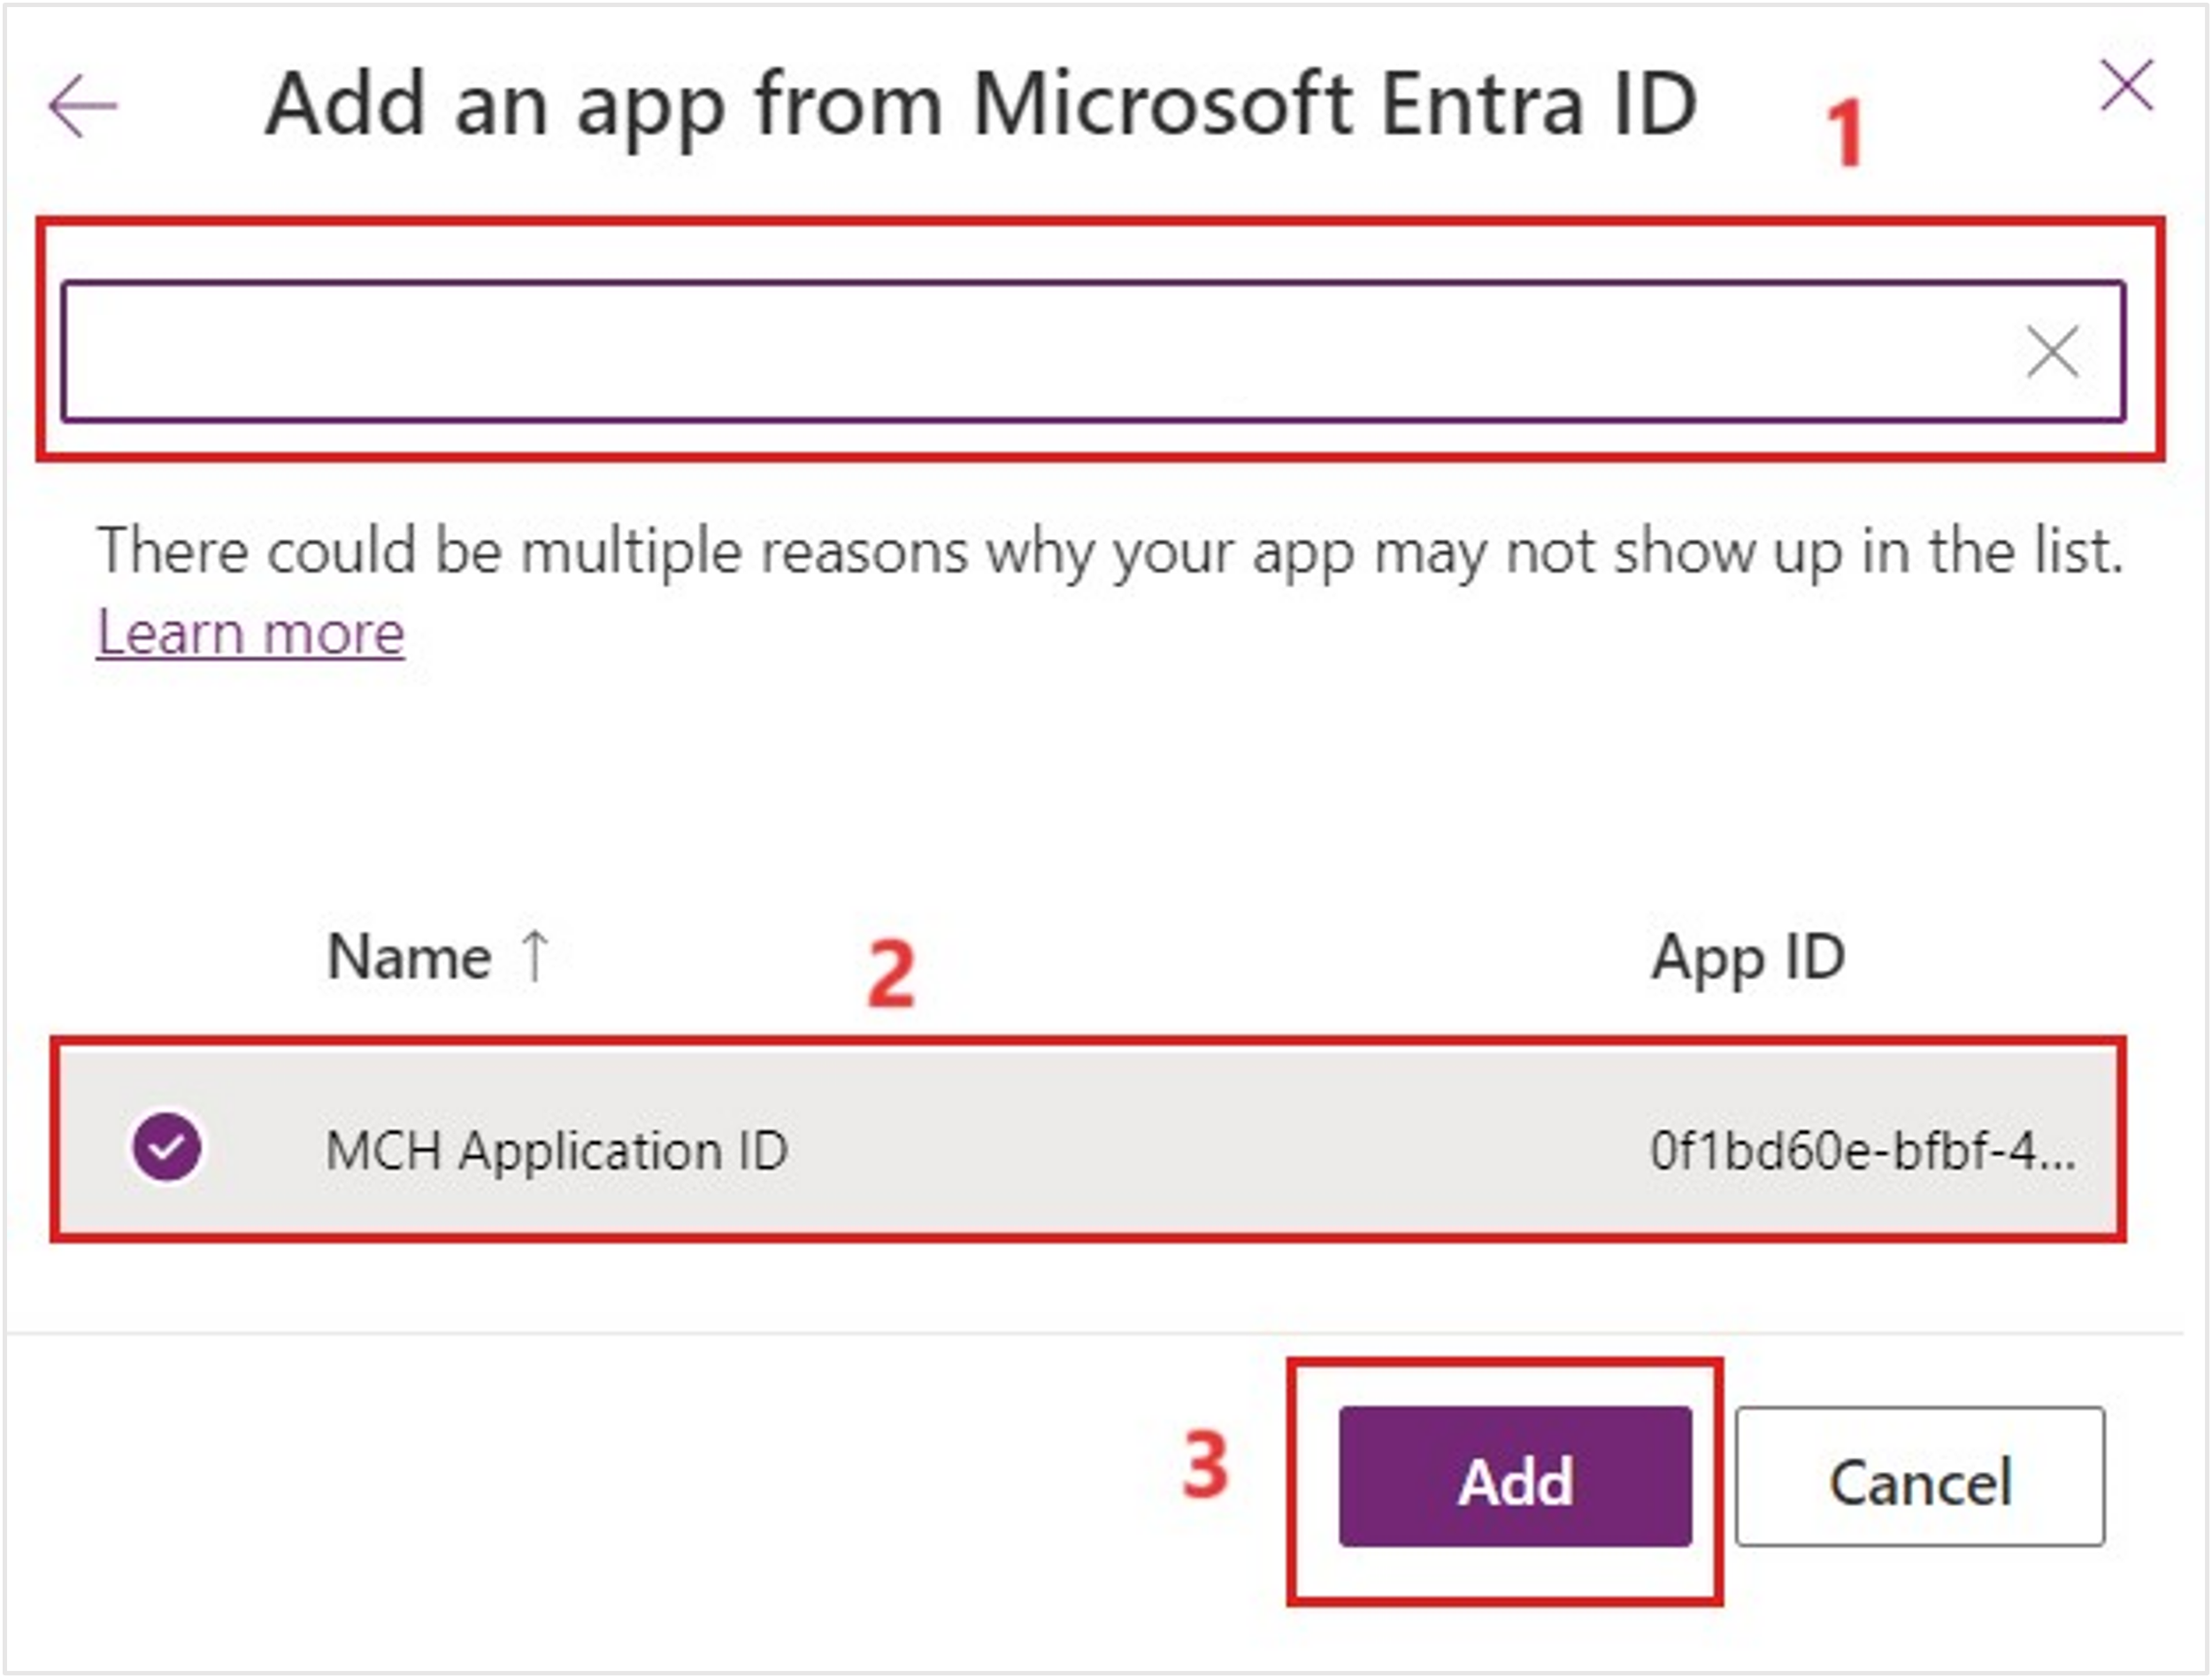 Add an app from Microsoft Entra ID
1
There could be multiple reasons why your app may not show up in the list.
Learn more
Name ↑ 2 App ID
MCH Application ID 0f1bd60e-bfbf-4...
3 Add Cancel